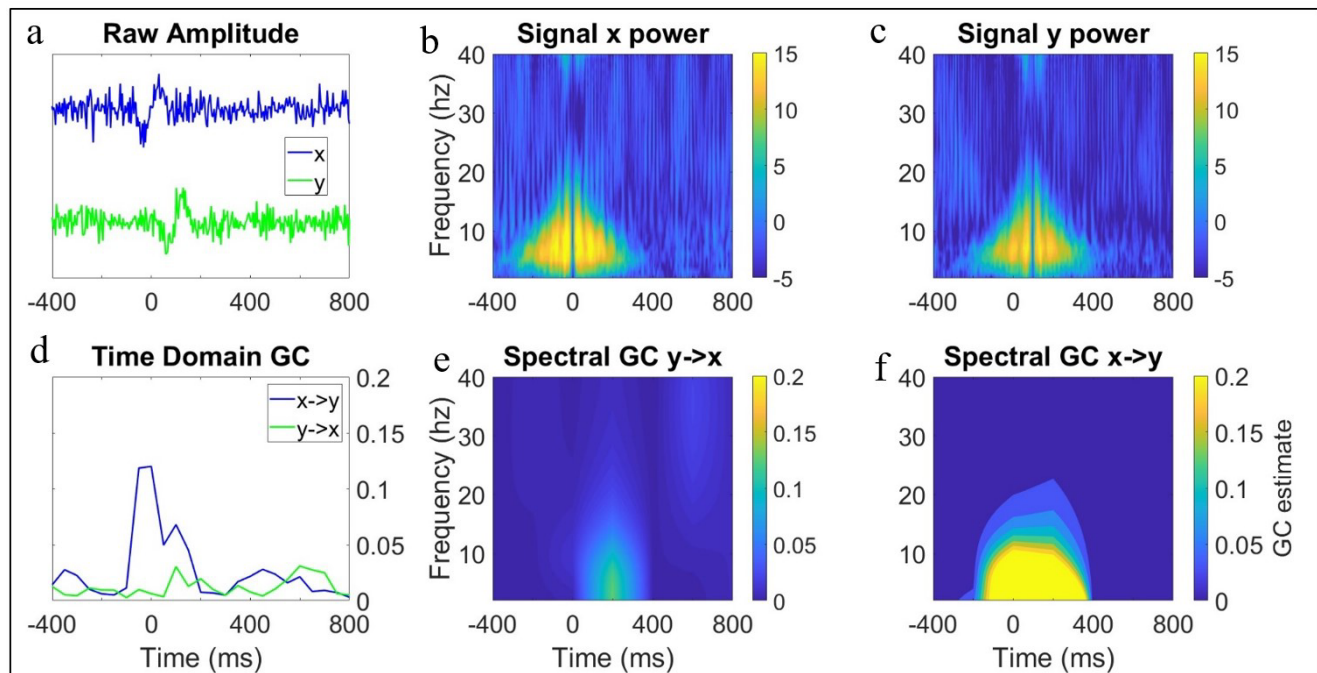 a
Raw Amplitude
x
y
-400 0 400 800
b
Signal x power
Frequency (hz)
40
30
20
10
-400 0 400 800
15
10
5
0
-5
c
Signal y power
40
30
20
10
-400 0 400 800
15
10
5
0
-5
d
Time Domain GC
x->y
y->x
0.2
0.15
0.1
0.05
0
-400 0 400 800
Time (ms)
e
Spectral GC y->x
Frequency (hz)
40
30
20
10
-400 0 400 800
Time (ms)
0.2
0.15
0.1
0.05
0
f
Spectral GC x->y
40
30
20
10
-400 0 400 800
Time (ms)
0.2
0.15
0.1
0.05
0
GC estimate